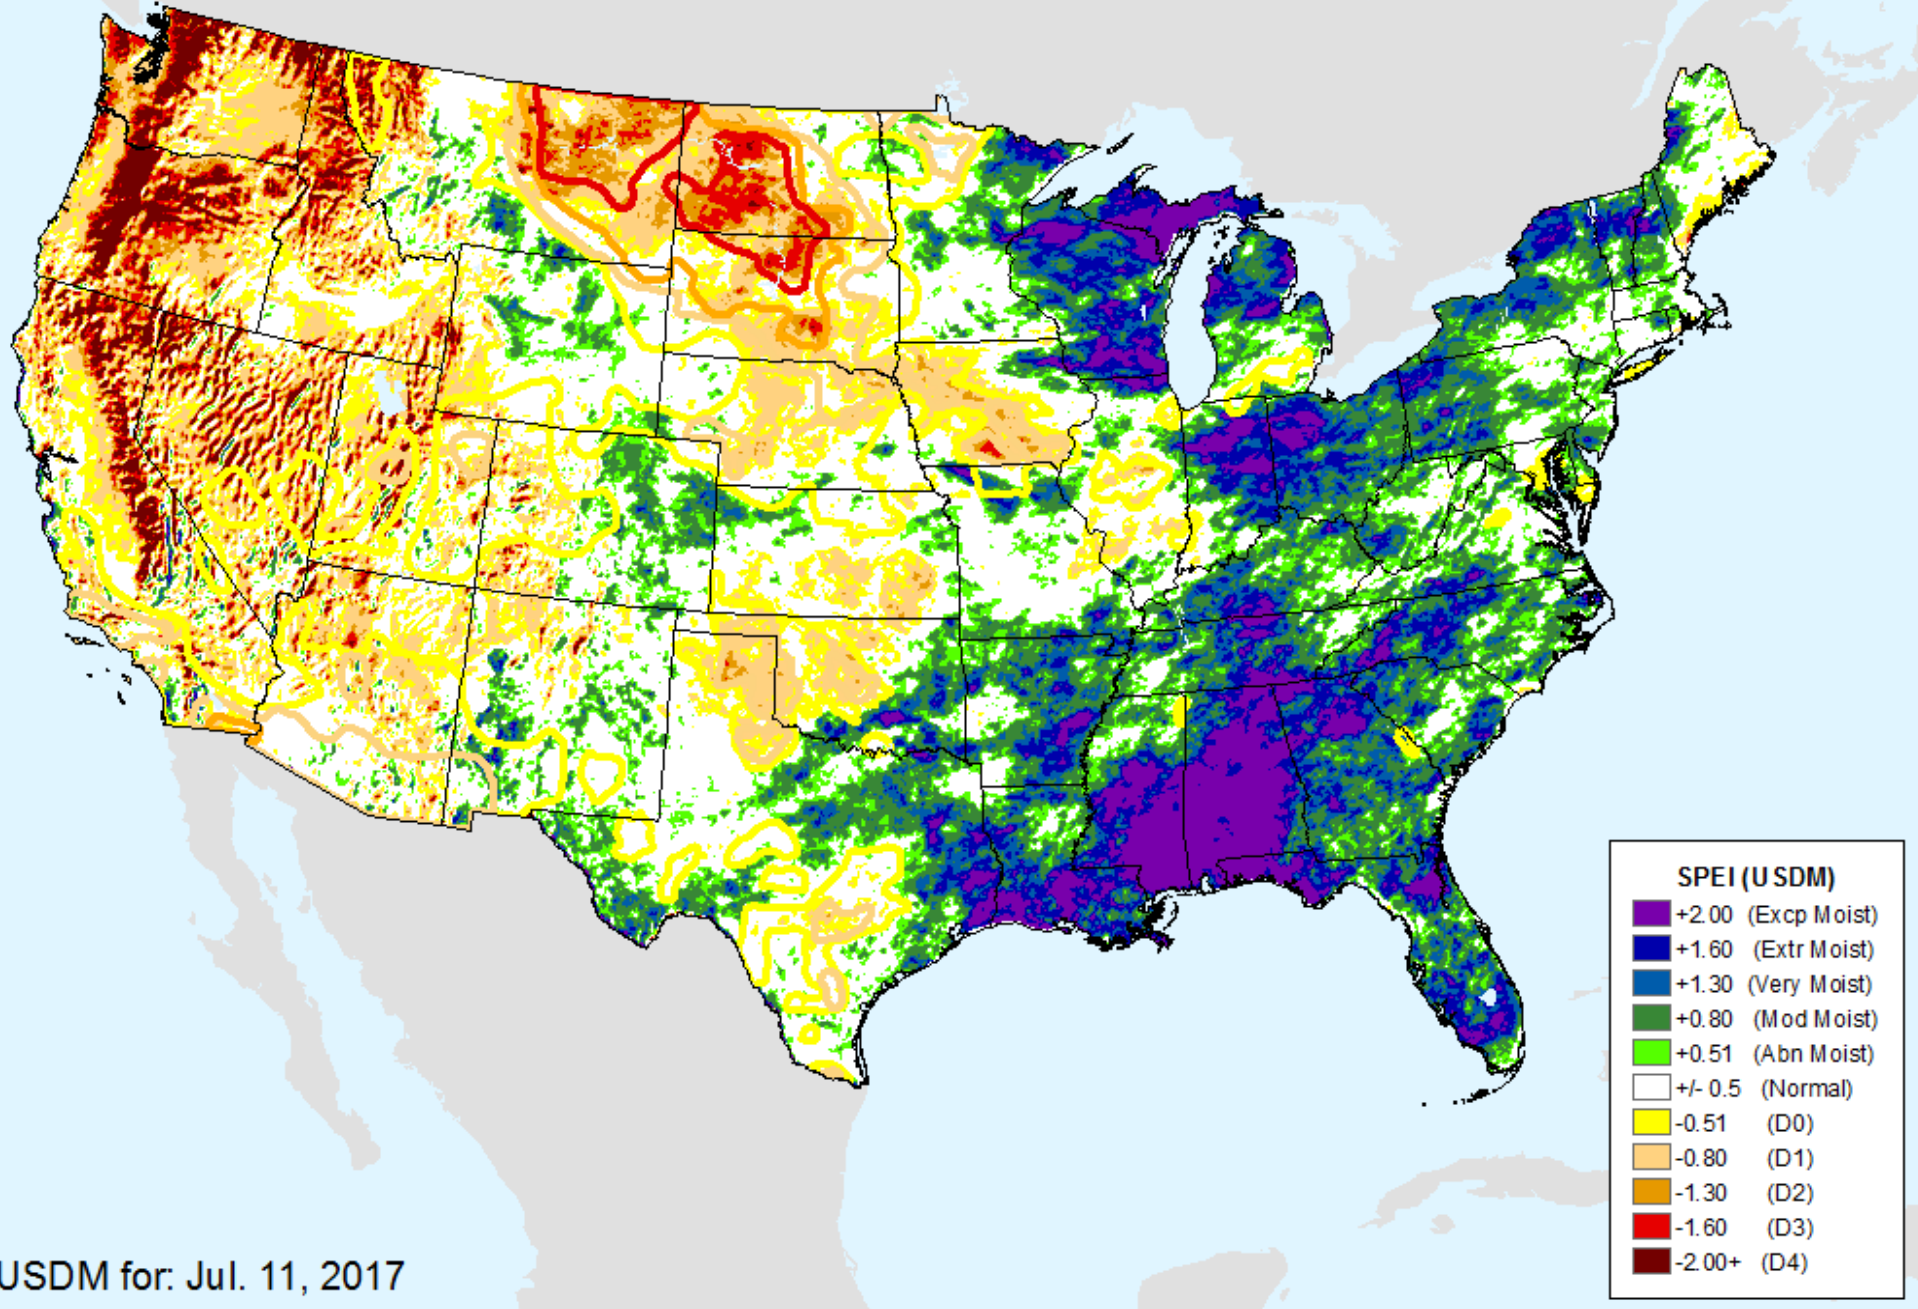 SPEI (USDM)
+2.00 (Excp Moist)
+1.60 (Extr Moist)
+1.30 (Very Moist)
+0.80 (Mod Moist)
+0.51 (Abn Moist)
+/- 0.5 (Normal)
-0.51 (D0)
-0.80 (D1)
-1.30 (D2)
-1.60 (D3)
-2.00+ (D4)
USDM for: Jul. 11, 2017